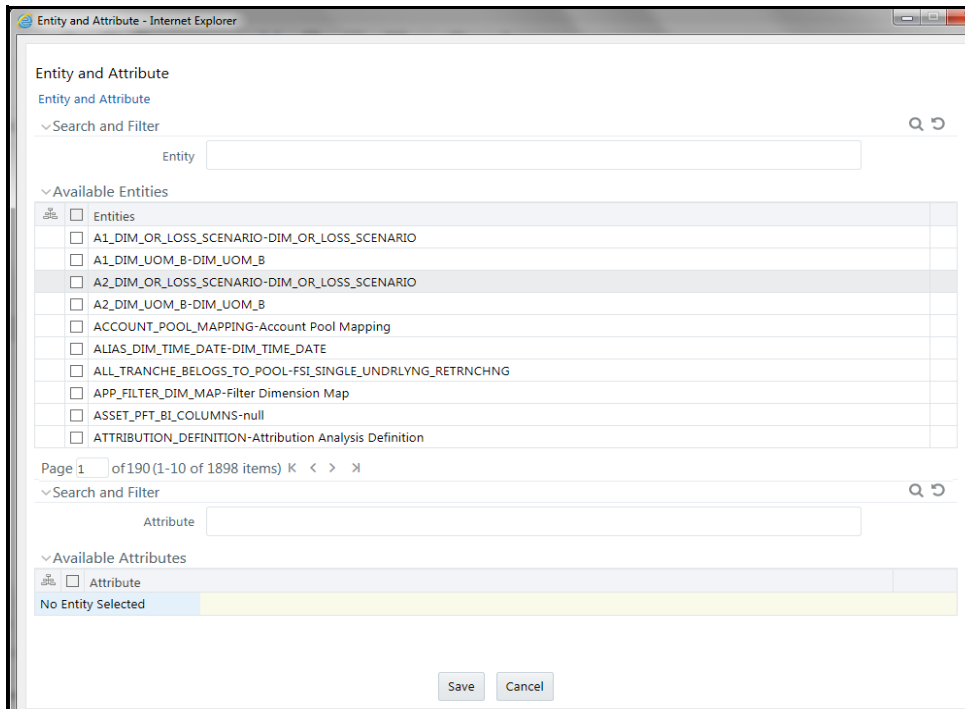 Entity and Attribute - Internet Explorer
Entity and Attribute
Entity and Attribute
Search and Filter
Entity
Available Entities
Entities
A1_DIM_OR_LOSS_SCENARIO-DIM_OR_LOSS_SCENARIO
A1_DIM_UOM_B-DIM_UOM_B
A2_DIM_OR_LOSS_SCENARIO-DIM_OR_LOSS_SCENARIO
A2_DIM_UOM_B-DIM_UOM_B
ACCOUNT_POOL_MAPPING-Account Pool Mapping
ALIAS_DIM_TIME_DATE-DIM_TIME_DATE
ALL_TRANCHE_BELOGS_TO_POOL-FSI_SINGLE_UNDRLYNG_RETRNCHNG
APP_FILTER_DIM_MAP-Filter Dimension Map
ASSET_PFT_BI_COLUMNS-null
ATTRIBUTION_DEFINITION-Attribution Analysis Definition
Page 1 of 190 (1-10 of 1898 items)
Search and Filter
Attribute
Available Attributes
Attribute
No Entity Selected
Save Cancel